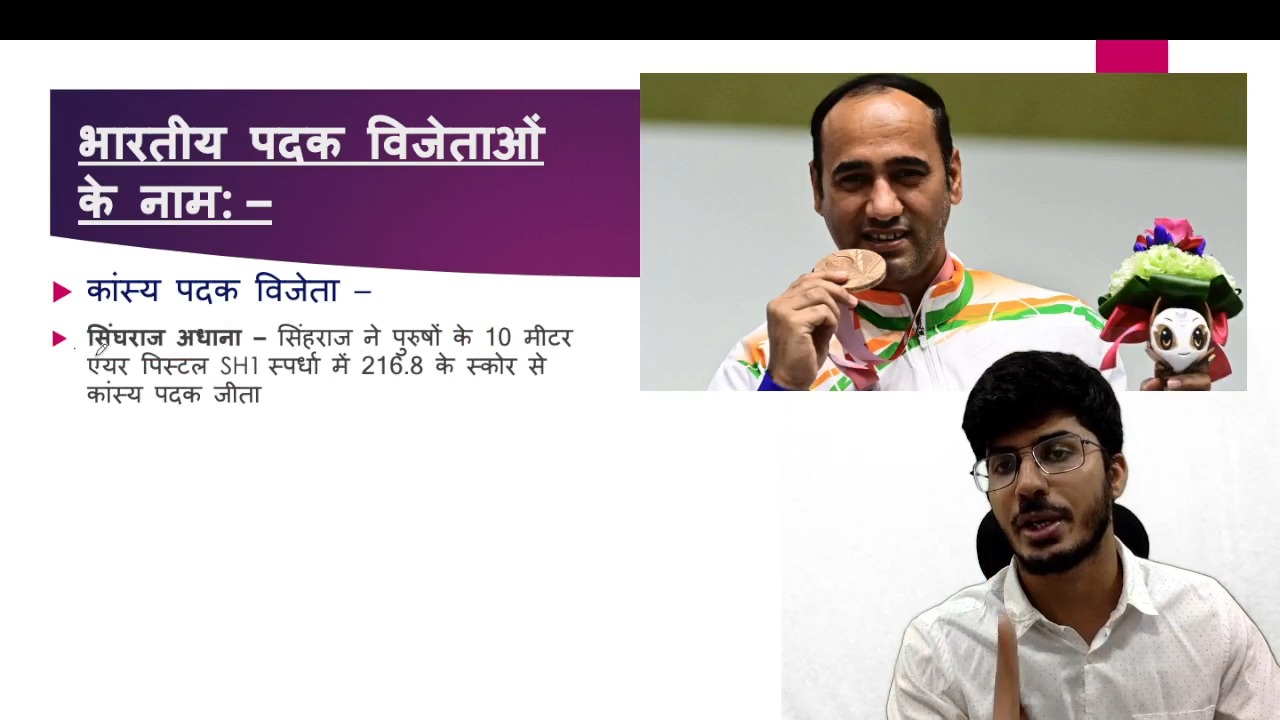 भारतीय पदक विजेताओं
के नाम: –
कांस्य पदक विजेता –
सिंघराज अधाना – सिंहराज ने पुरुषों के 10 मीटर
एयर पिस्टल SH1 स्पर्धा में 216.8 के स्कोर से
कांस्य पदक जीता